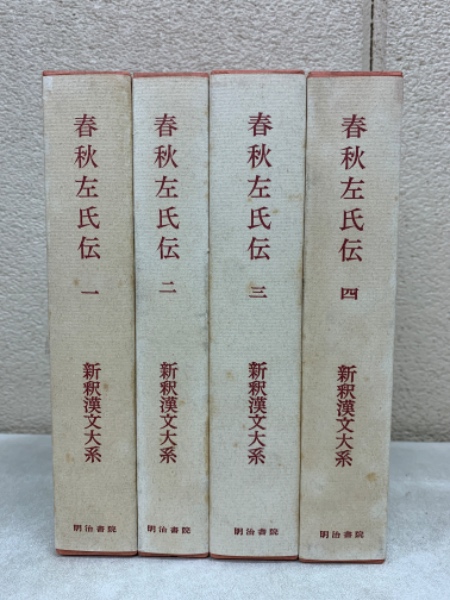 春秋左氏伝 一
新釈漢文大系
明治書院
春秋左氏伝 二
新釈漢文大系
明治書院
春秋左氏伝 三
新釈漢文大系
明治書院
春秋左氏伝 四
新釈漢文大系
明治書院